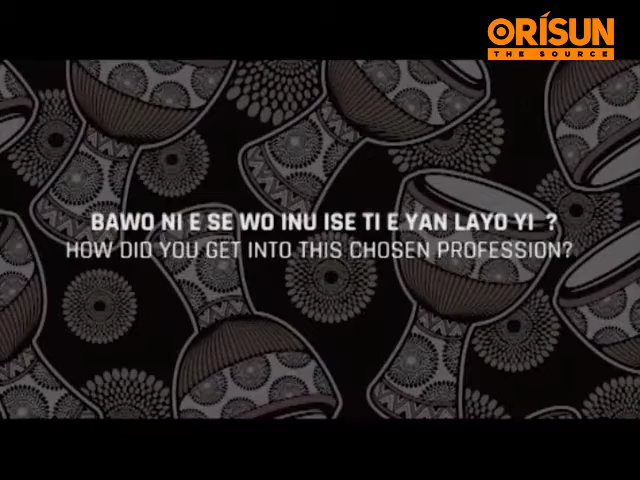 ORÍSUN
THE SOURCE
BAWO NI E SE WO INU ISE TI E YAN LAYO YI ?
HOW DID YOU GET INTO THIS CHOSEN PROFESSION?